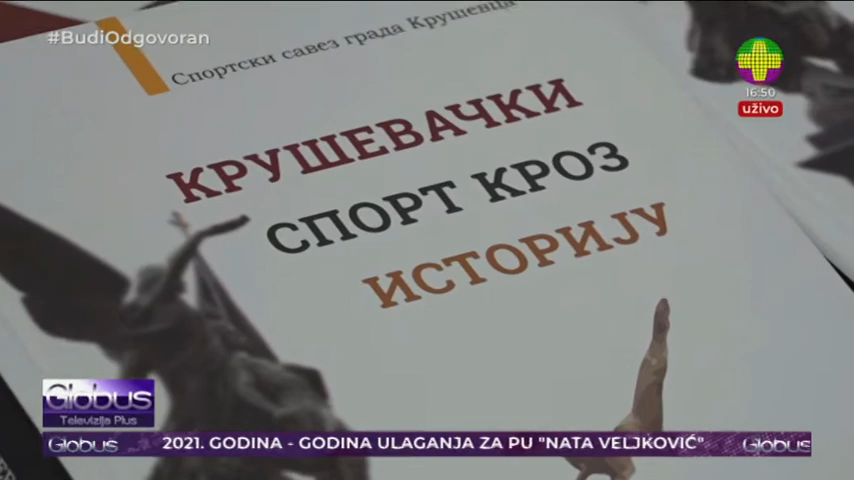 #BudiOdgovoran
Спортски савез града Крушевца
КРУШЕВАЧКИ
СПОРТ КРОЗ
ИСТОРИЈУ
16:50
uživo
Globus
Televizija Plus
Globus 2021. GODINA - GODINA ULAGANJA ZA PU "NATA VELJKOVIĆ" Globus